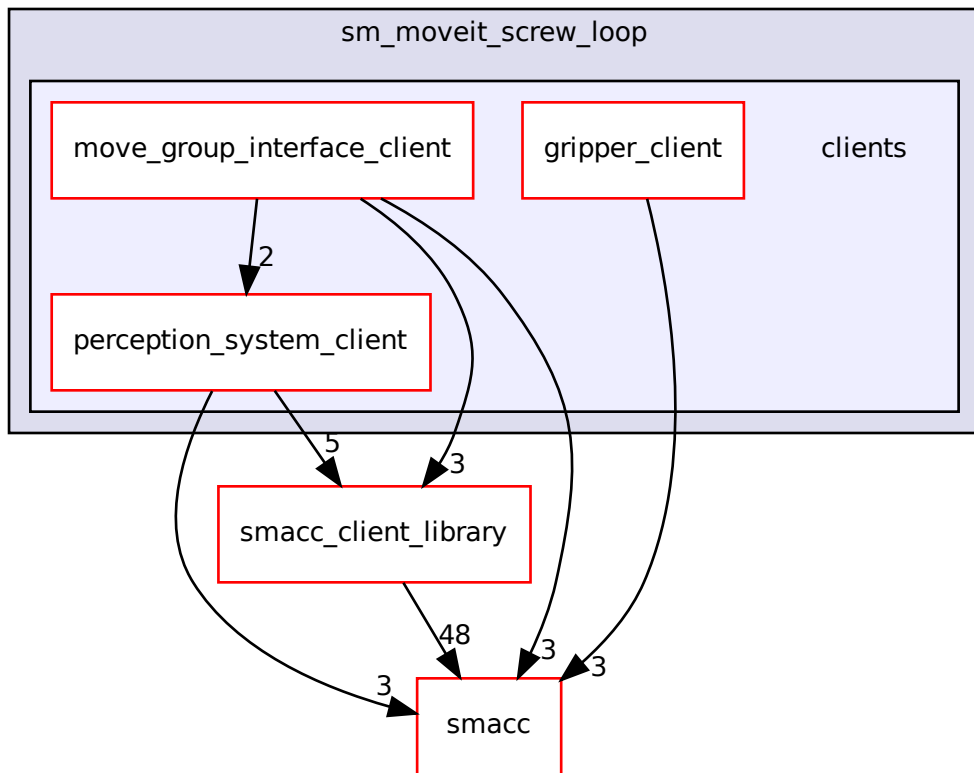 sm_moveit_screw_loop
move_group_interface_client
gripper_client
clients
2
perception_system_client
5
3
smacc_client_library
48
3
3
3
smacc